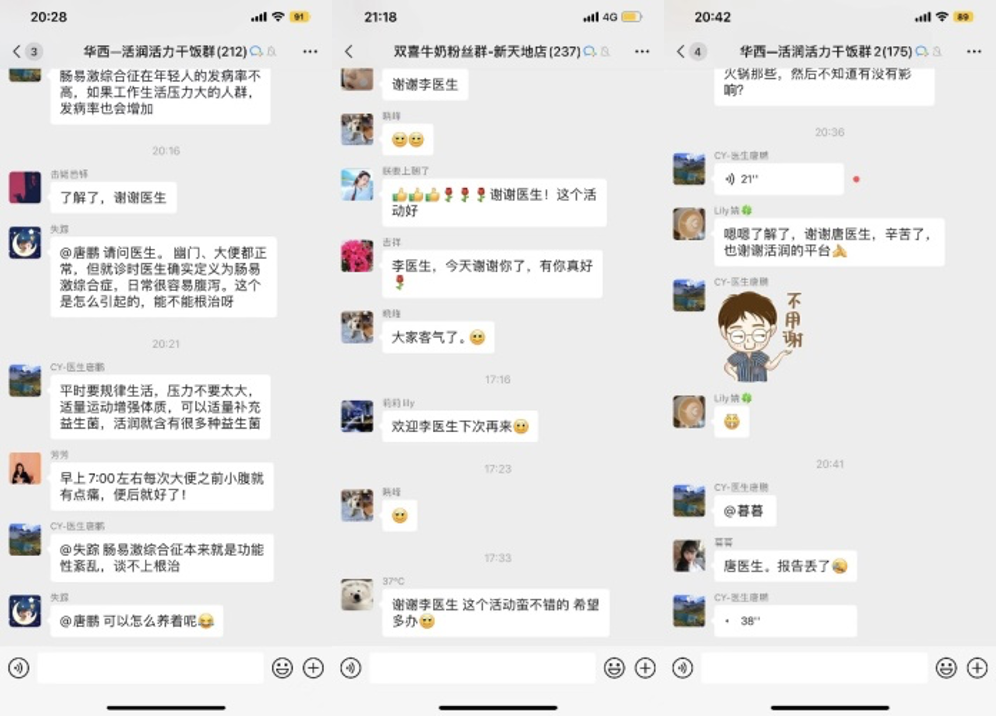 20:28
91
3
华西—活润活力干饭群(212)
肠易激综合征在年轻人的发病率不
高，如果工作生活压力大的人群，
发病率也会增加
20:16
了解了，谢谢医生
失踪
@唐鹏 请问医生。 幽门、大便都正
常，但就诊时医生确实定义为肠易
激综合症，日常很容易腹泻。这个
是怎么引起的，能不能根治呀
20:21
CY-医生唐鹏
平时要规律生活，压力不要太大，
适量运动增强体质，可以适量补充
益生菌，活润就含有很多种益生菌
芳芳
早上7:00左右每次大便之前小腹就
有点痛，便后就好了！
CY-医生唐鹏
@失踪 肠易激综合征本来就是功能
性紊乱，谈不上根治
失踪
@唐鹏 可以怎么养着呢😂
21:18
4G
双喜牛奶粉丝群-新天地店(237)
谢谢李医生
晓峰
👍👍👍🌹🌹🌹谢谢医生！这个活
动好
吉祥
李医生，今天谢谢你了，有你真好
🌹
晓峰
大家客气了。
17:16
莉莉lily
欢迎李医生下次再来
17:23
晓峰
17:33
37°C
谢谢李医生 这个活动蛮不错的 希望
多办
20:42
89
4
华西—活润活力干饭群2(175)
火锅那些，然后不知道有没有影
响？
20:36
CY-医生唐鹏
21"
Lily婧🍀
嗯嗯了解了，谢谢唐医生，辛苦了，
也谢谢活润的平台
CY-医生唐鹏
不用谢
Lily婧🍀
20:41
CY-医生唐鹏
@暮暮
暮暮
唐医生。报告丢了
CY-医生唐鹏
38"